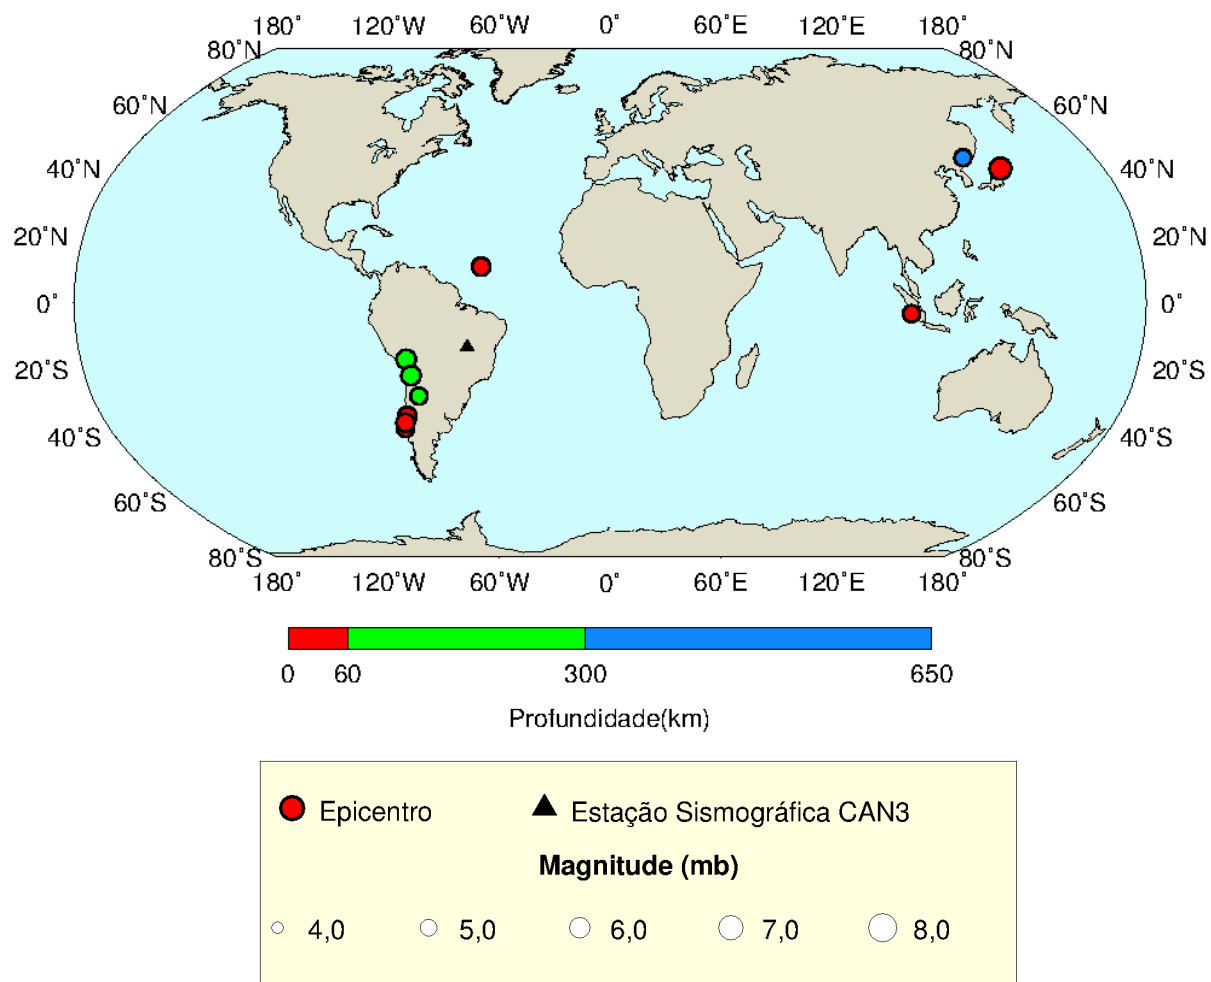 180˚ 120˚W 60˚W 0˚ 60˚E 120˚E 180˚
80˚N 80˚N
60˚N 60˚N
40˚N 40˚N
20˚N 20˚N
0˚ 0˚
20˚S 20˚S
40˚S 40˚S
60˚S 60˚S
80˚S 80˚S
180˚ 120˚W 60˚W 0˚ 60˚E 120˚E 180˚
0 60 300 650
Profundidade(km)
Epicentro Estação Sismográfica CAN3
Magnitude (mb)
4,0 5,0 6,0 7,0 8,0